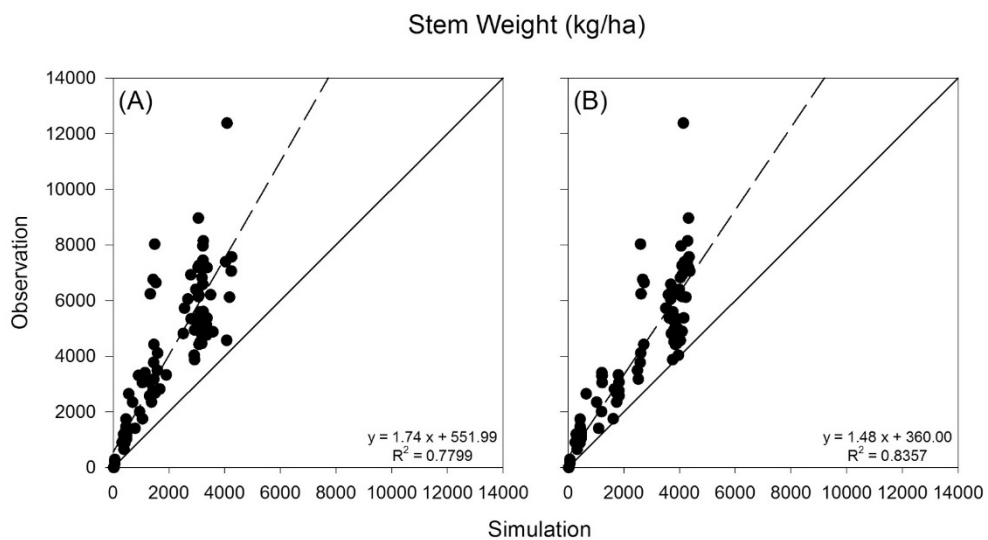 Stem Weight (kg/ha)
(A)
14000
12000
10000
8000
6000
4000
2000
0
Observation
y = 1.74 x + 551.99
R² = 0.7799
0 2000 4000 6000 8000 10000 12000 14000
(B)
y = 1.48 x + 360.00
R² = 0.8357
0 2000 4000 6000 8000 10000 12000 14000
Simulation